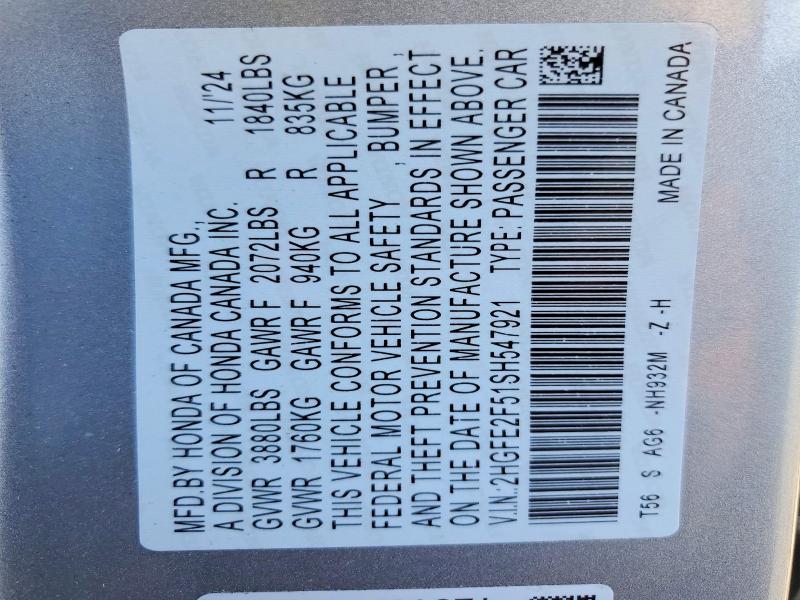 MFD.BY HONDA OF CANADA MFG.,
A DIVISION OF HONDA CANADA INC. 11/'24
GVWR 3880LBS GAWR F 2072LBS R 1840LBS
GVWR 1760KG GAWR F 940KG R 835KG
THIS VEHICLE CONFORMS TO ALL APPLICABLE
FEDERAL MOTOR VEHICLE SAFETY , BUMPER ,
AND THEFT PREVENTION STANDARDS IN EFFECT
ON THE DATE OF MANUFACTURE SHOWN ABOVE.
V.I.N.:2HGFE2F51SH547921 TYPE: PASSENGER CAR
T56 S AG6 -NH932M -Z -H MADE IN CANADA